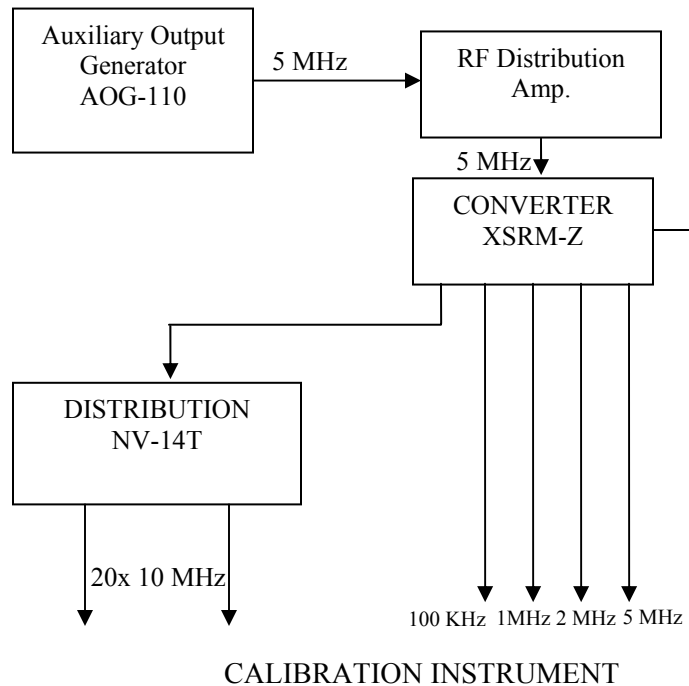 Auxiliary Output
Generator
AOG-110
5 MHz
RF Distribution
Amp.
5 MHz
CONVERTER
XSRM-Z
DISTRIBUTION
NV-14T
20x 10 MHz
100 KHz 1MHz 2 MHz 5 MHz
CALIBRATION INSTRUMENT